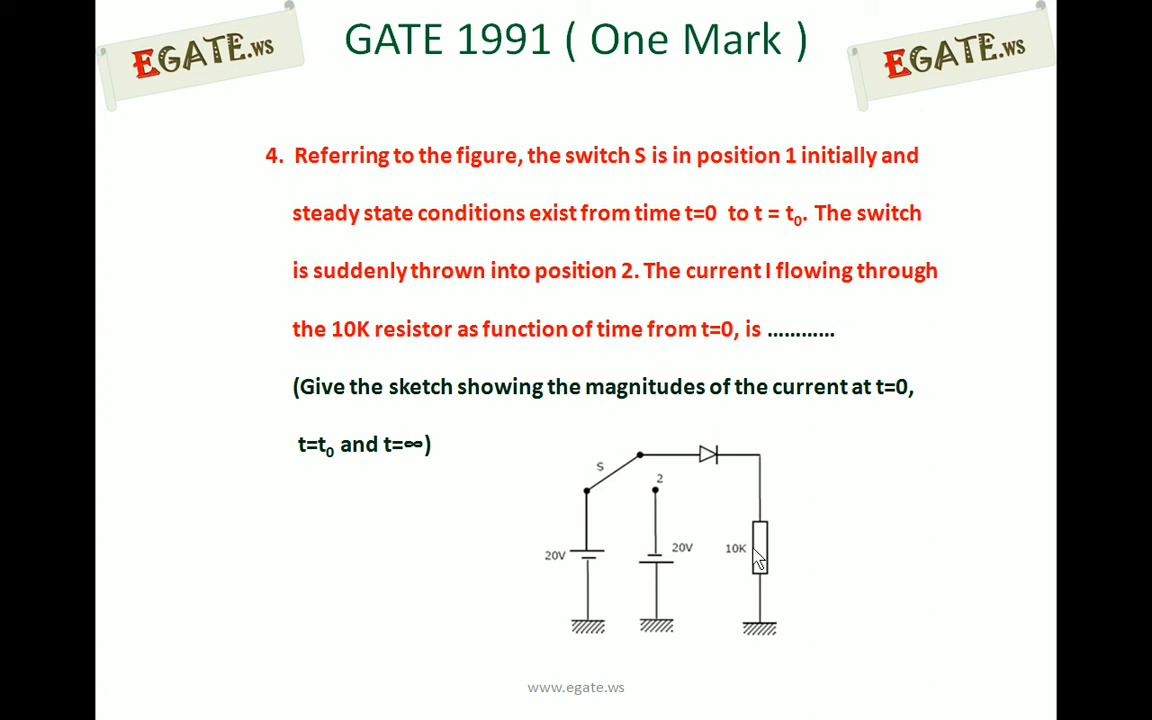 EGATE.ws
GATE 1991 ( One Mark )
EGATE.ws
4. Referring to the figure, the switch S is in position 1 initially and
steady state conditions exist from time t=0 to t = t₀. The switch
is suddenly thrown into position 2. The current I flowing through
the 10K resistor as function of time from t=0, is ............
(Give the sketch showing the magnitudes of the current at t=0,
t=t₀ and t=∞)
S
2
20V
20V
10K
www.egate.ws